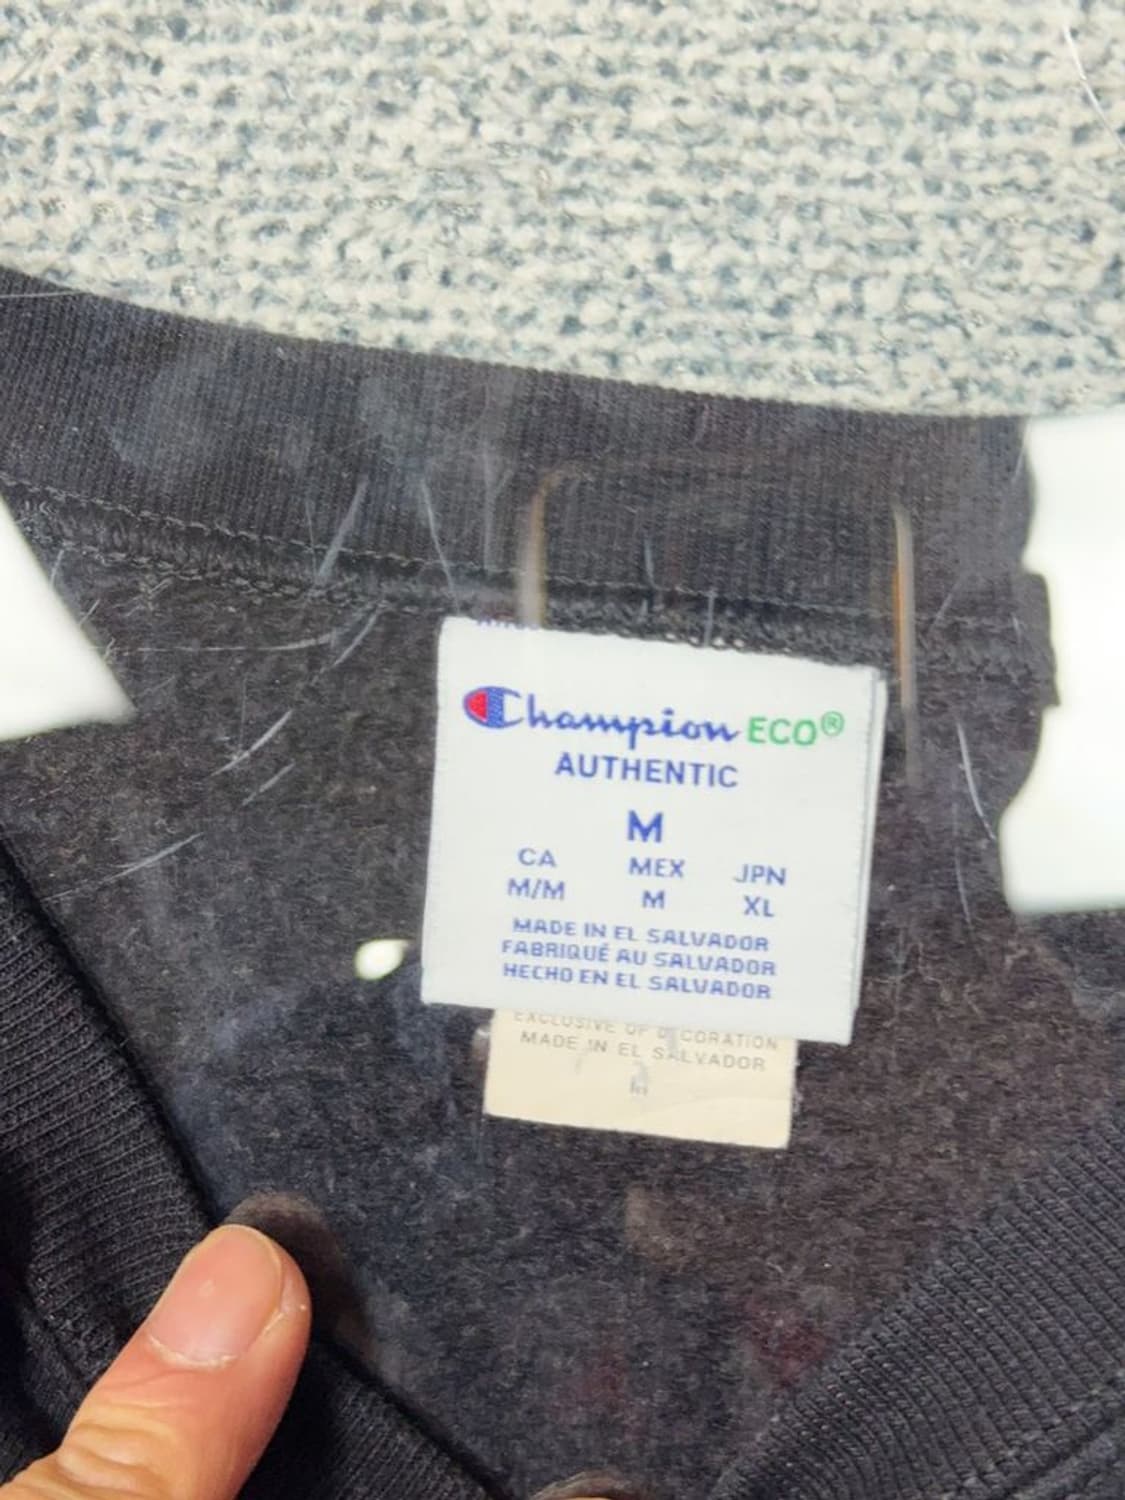 Champion ECO®
AUTHENTIC
M
CA MEX JPN
M/M M XL
MADE IN EL SALVADOR
FABRIQUÉ AU SALVADOR
HECHO EN EL SALVADOR
EXCLUSIVE OF DECORATION
MADE IN EL SALVADOR